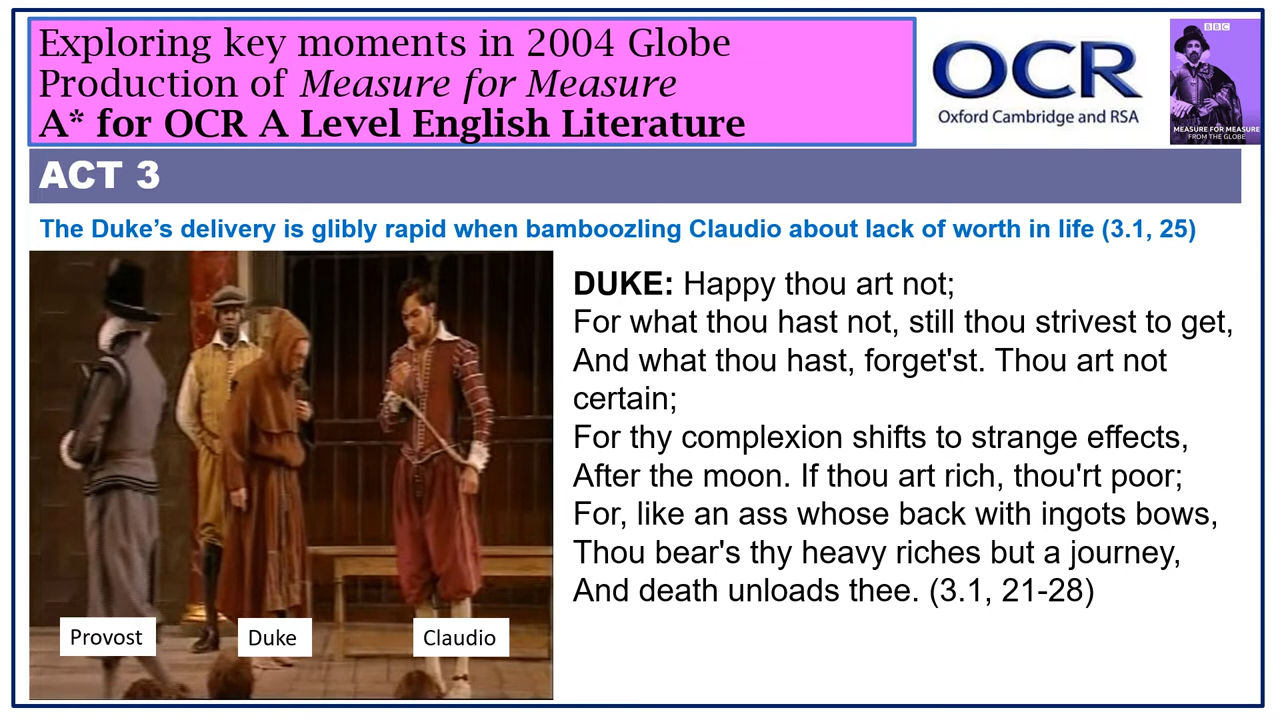 Exploring key moments in 2004 Globe
Production of Measure for Measure
A* for OCR A Level English Literature
OCR
Oxford Cambridge and RSA
BBC
MEASURE FOR MEASURE
FROM THE GLOBE
ACT 3
The Duke's delivery is glibly rapid when bamboozling Claudio about lack of worth in life (3.1, 25)
DUKE: Happy thou art not;
For what thou hast not, still thou strivest to get,
And what thou hast, forget'st. Thou art not
certain;
For thy complexion shifts to strange effects,
After the moon. If thou art rich, thou'rt poor;
For, like an ass whose back with ingots bows,
Thou bear's thy heavy riches but a journey,
And death unloads thee. (3.1, 21-28)
Provost
Duke
Claudio